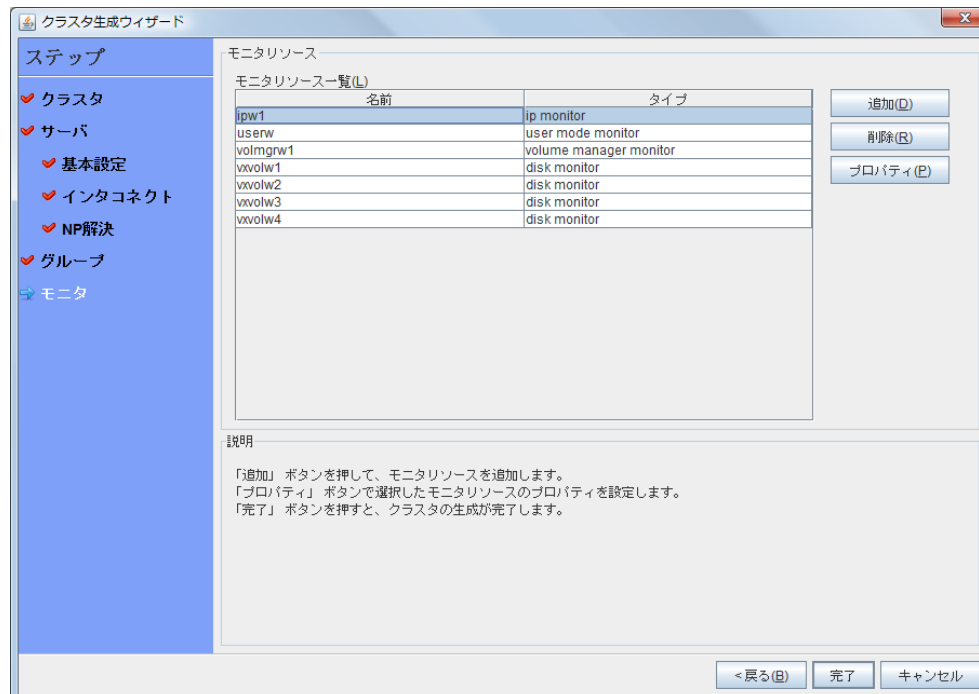 クラスタ生成ウィザード
ステップ
クラスタ
サーバ
基本設定
インタコネクト
NP解決
グループ
モニタ
モニタリソース
モニタリソース一覧(L)
名前 タイプ
ipw1 ip monitor
userw user mode monitor
volmgrw1 volume manager monitor
vxvolw1 disk monitor
vxvolw2 disk monitor
vxvolw3 disk monitor
vxvolw4 disk monitor
追加(D)
削除(R)
プロパティ(P)
説明
「追加」 ボタンを押して、モニタリソースを追加します。
「プロパティ」 ボタンで選択したモニタリソースのプロパティを設定します。
「完了」 ボタンを押すと、クラスタの生成が完了します。
<戻る(B) 完了 キャンセル